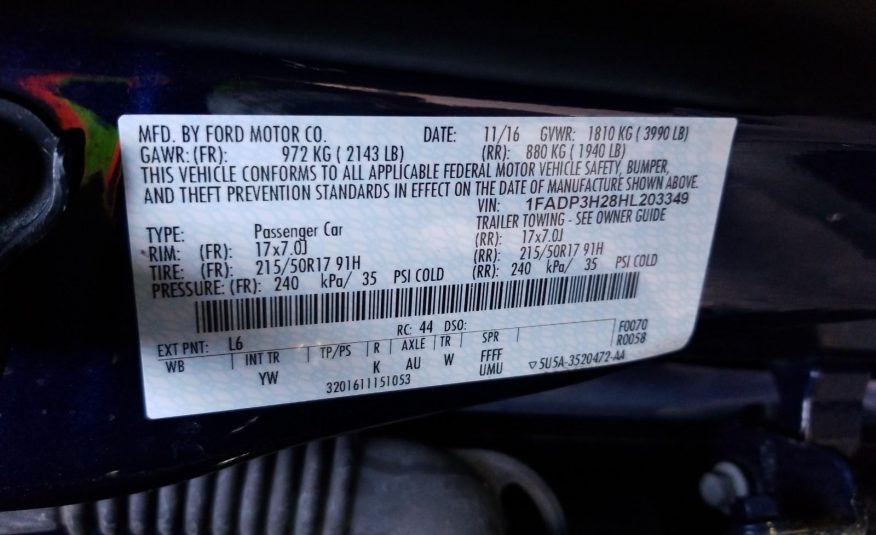 MFD. BY FORD MOTOR CO. DATE: 11/16 GVWR: 1810 KG ( 3990 LB)
GAWR: (FR): 972 KG ( 2143 LB) (RR): 880 KG ( 1940 LB)
THIS VEHICLE CONFORMS TO ALL APPLICABLE FEDERAL MOTOR VEHICLE SAFETY, BUMPER,
AND THEFT PREVENTION STANDARDS IN EFFECT ON THE DATE OF MANUFACTURE SHOWN ABOVE.
VIN: 1FADP3H28HL203349
TRAILER TOWING - SEE OWNER GUIDE
TYPE: Passenger Car
RIM: (FR): 17x7.0J (RR): 17x7.0J
TIRE: (FR): 215/50R17 91H (RR): 215/50R17 91H
PRESSURE: (FR): 240 kPa/ 35 PSI COLD (RR): 240 kPa/ 35 PSI COLD
EXT PNT: L6 RC: 44 DSO: F0070
WB INT TR TP/PS R AXLE TR SPR R0058
YW K AU W FFFF
UMU
3201611151053 ▽5U5A-3520472-AA